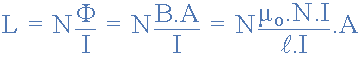 L = N Φ/I = N B.A/I = N μo.N.I/ℓ.I .A